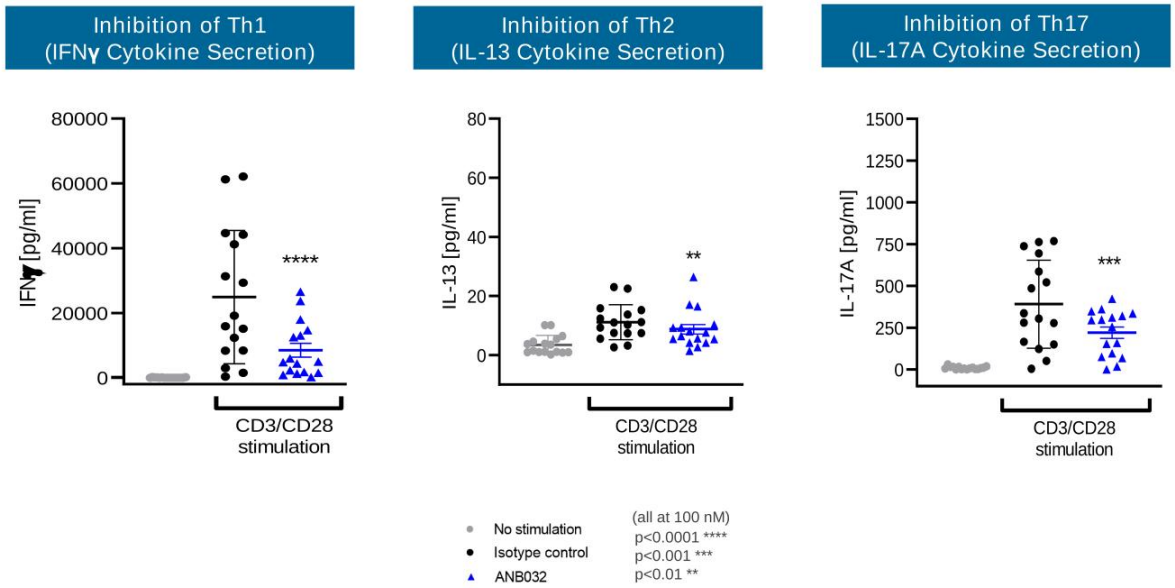 Inhibition of Th1
(IFNγ Cytokine Secretion)
80000
60000
40000
20000
0
IFNγ [pg/ml]
****
CD3/CD28
stimulation
Inhibition of Th2
(IL-13 Cytokine Secretion)
80
60
40
20
0
IL-13 [pg/ml]
**
CD3/CD28
stimulation
Inhibition of Th17
(IL-17A Cytokine Secretion)
1500
1250
1000
750
500
250
0
IL-17A [pg/ml]
***
CD3/CD28
stimulation
No stimulation
Isotype control
ANB032
(all at 100 nM)
p<0.0001 ****
p<0.001 ***
p<0.01 **